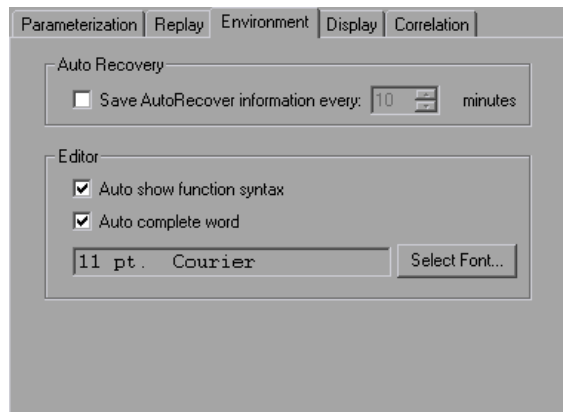 Parameterization Replay Environment Display Correlation
Auto Recovery
Save AutoRecover information every: 10 minutes
Editor
Auto show function syntax
Auto complete word
11 pt. Courier Select Font...